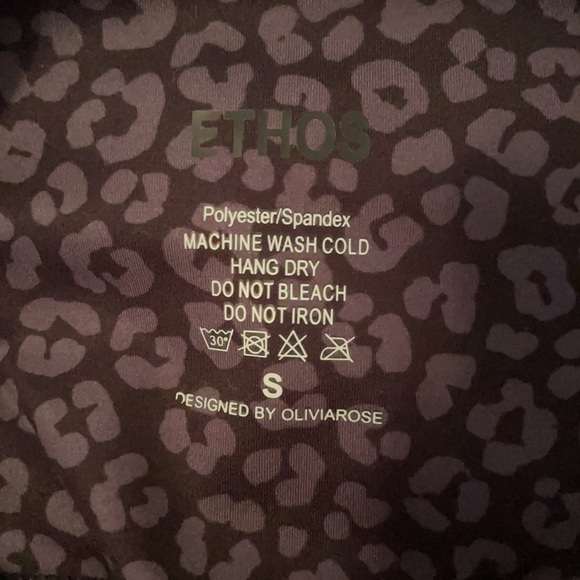 ETHOS
Polyester/Spandex
MACHINE WASH COLD
HANG DRY
DO NOT BLEACH
DO NOT IRON
30°
S
DESIGNED BY OLIVIAROSE